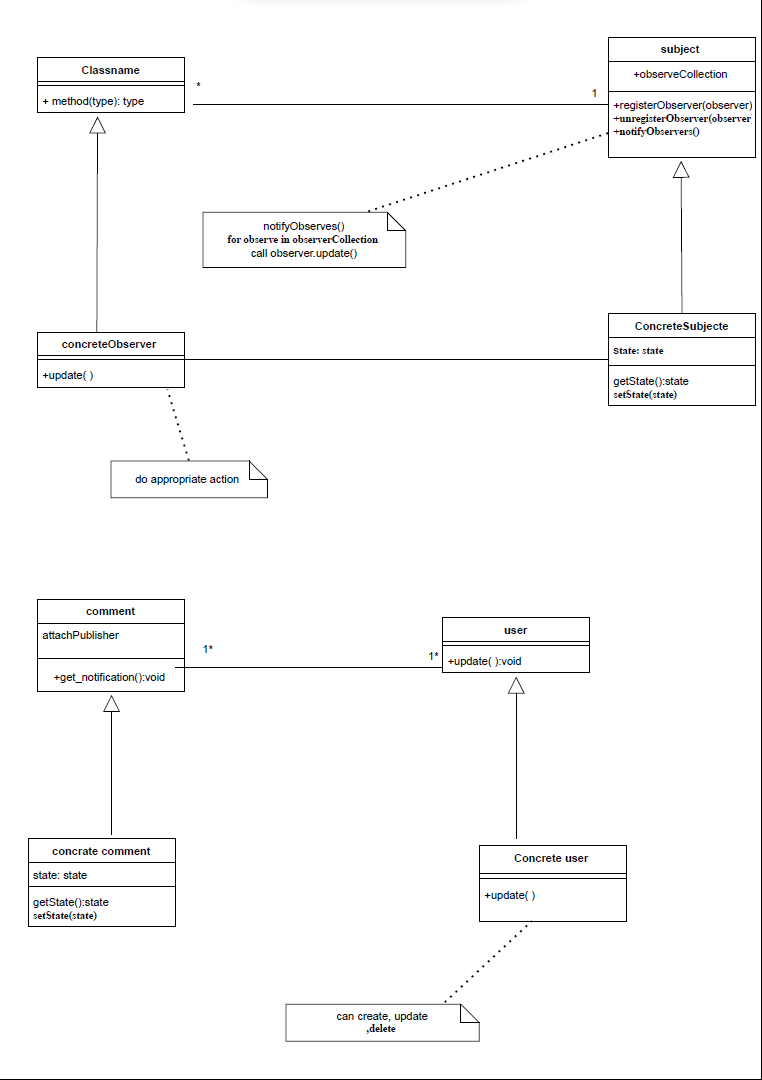 Classname
+ method(type): type
*
1
subject
+observeCollection
+registerObserver(observer)
+unregisterObserver(observer
+notifyObservers()
notifyObserves()
for observe in observerCollection
call observer.update()
concreteObserver
+update( )
ConcreteSubjecte
State: state
getState():state
setState(state)
do appropriate action
comment
attachPublisher
+get_notification():void
1*
1*
user
+update( ):void
concrate comment
state: state
getState():state
setState(state)
Concrete user
+update( )
can create, update
,delete